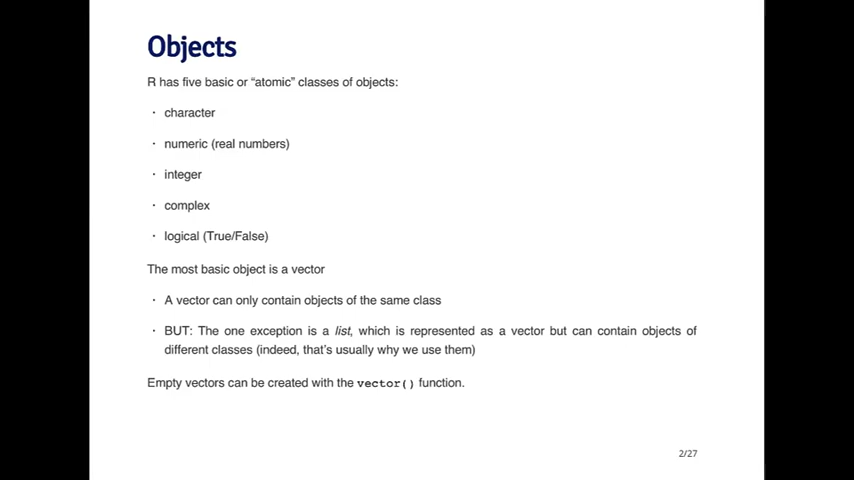 Objects
R has five basic or “atomic” classes of objects:
· character
· numeric (real numbers)
· integer
· complex
· logical (True/False)
The most basic object is a vector
· A vector can only contain objects of the same class
· BUT: The one exception is a list, which is represented as a vector but can contain objects of
different classes (indeed, that’s usually why we use them)
Empty vectors can be created with the vector() function.
2/27